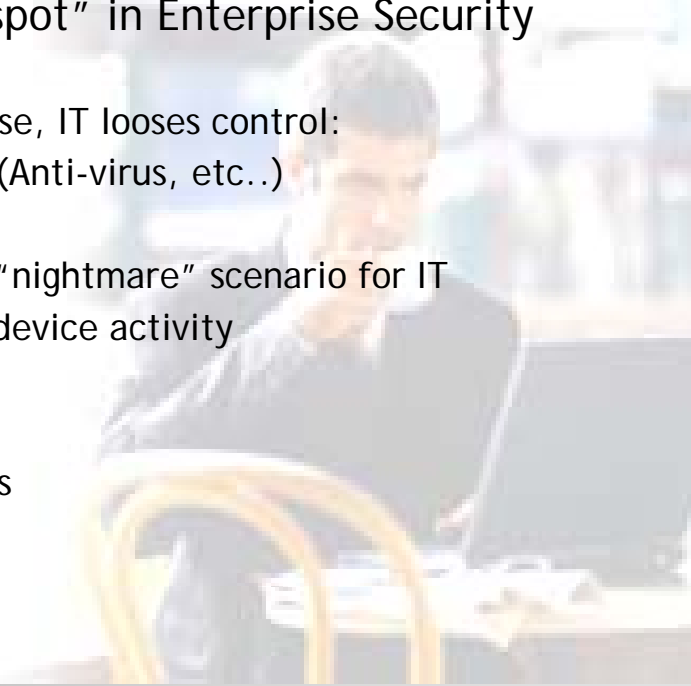 spot” in Enterprise Security
se, IT looses control:
(Anti-virus, etc..)
“nightmare” scenario for IT
device activity
s